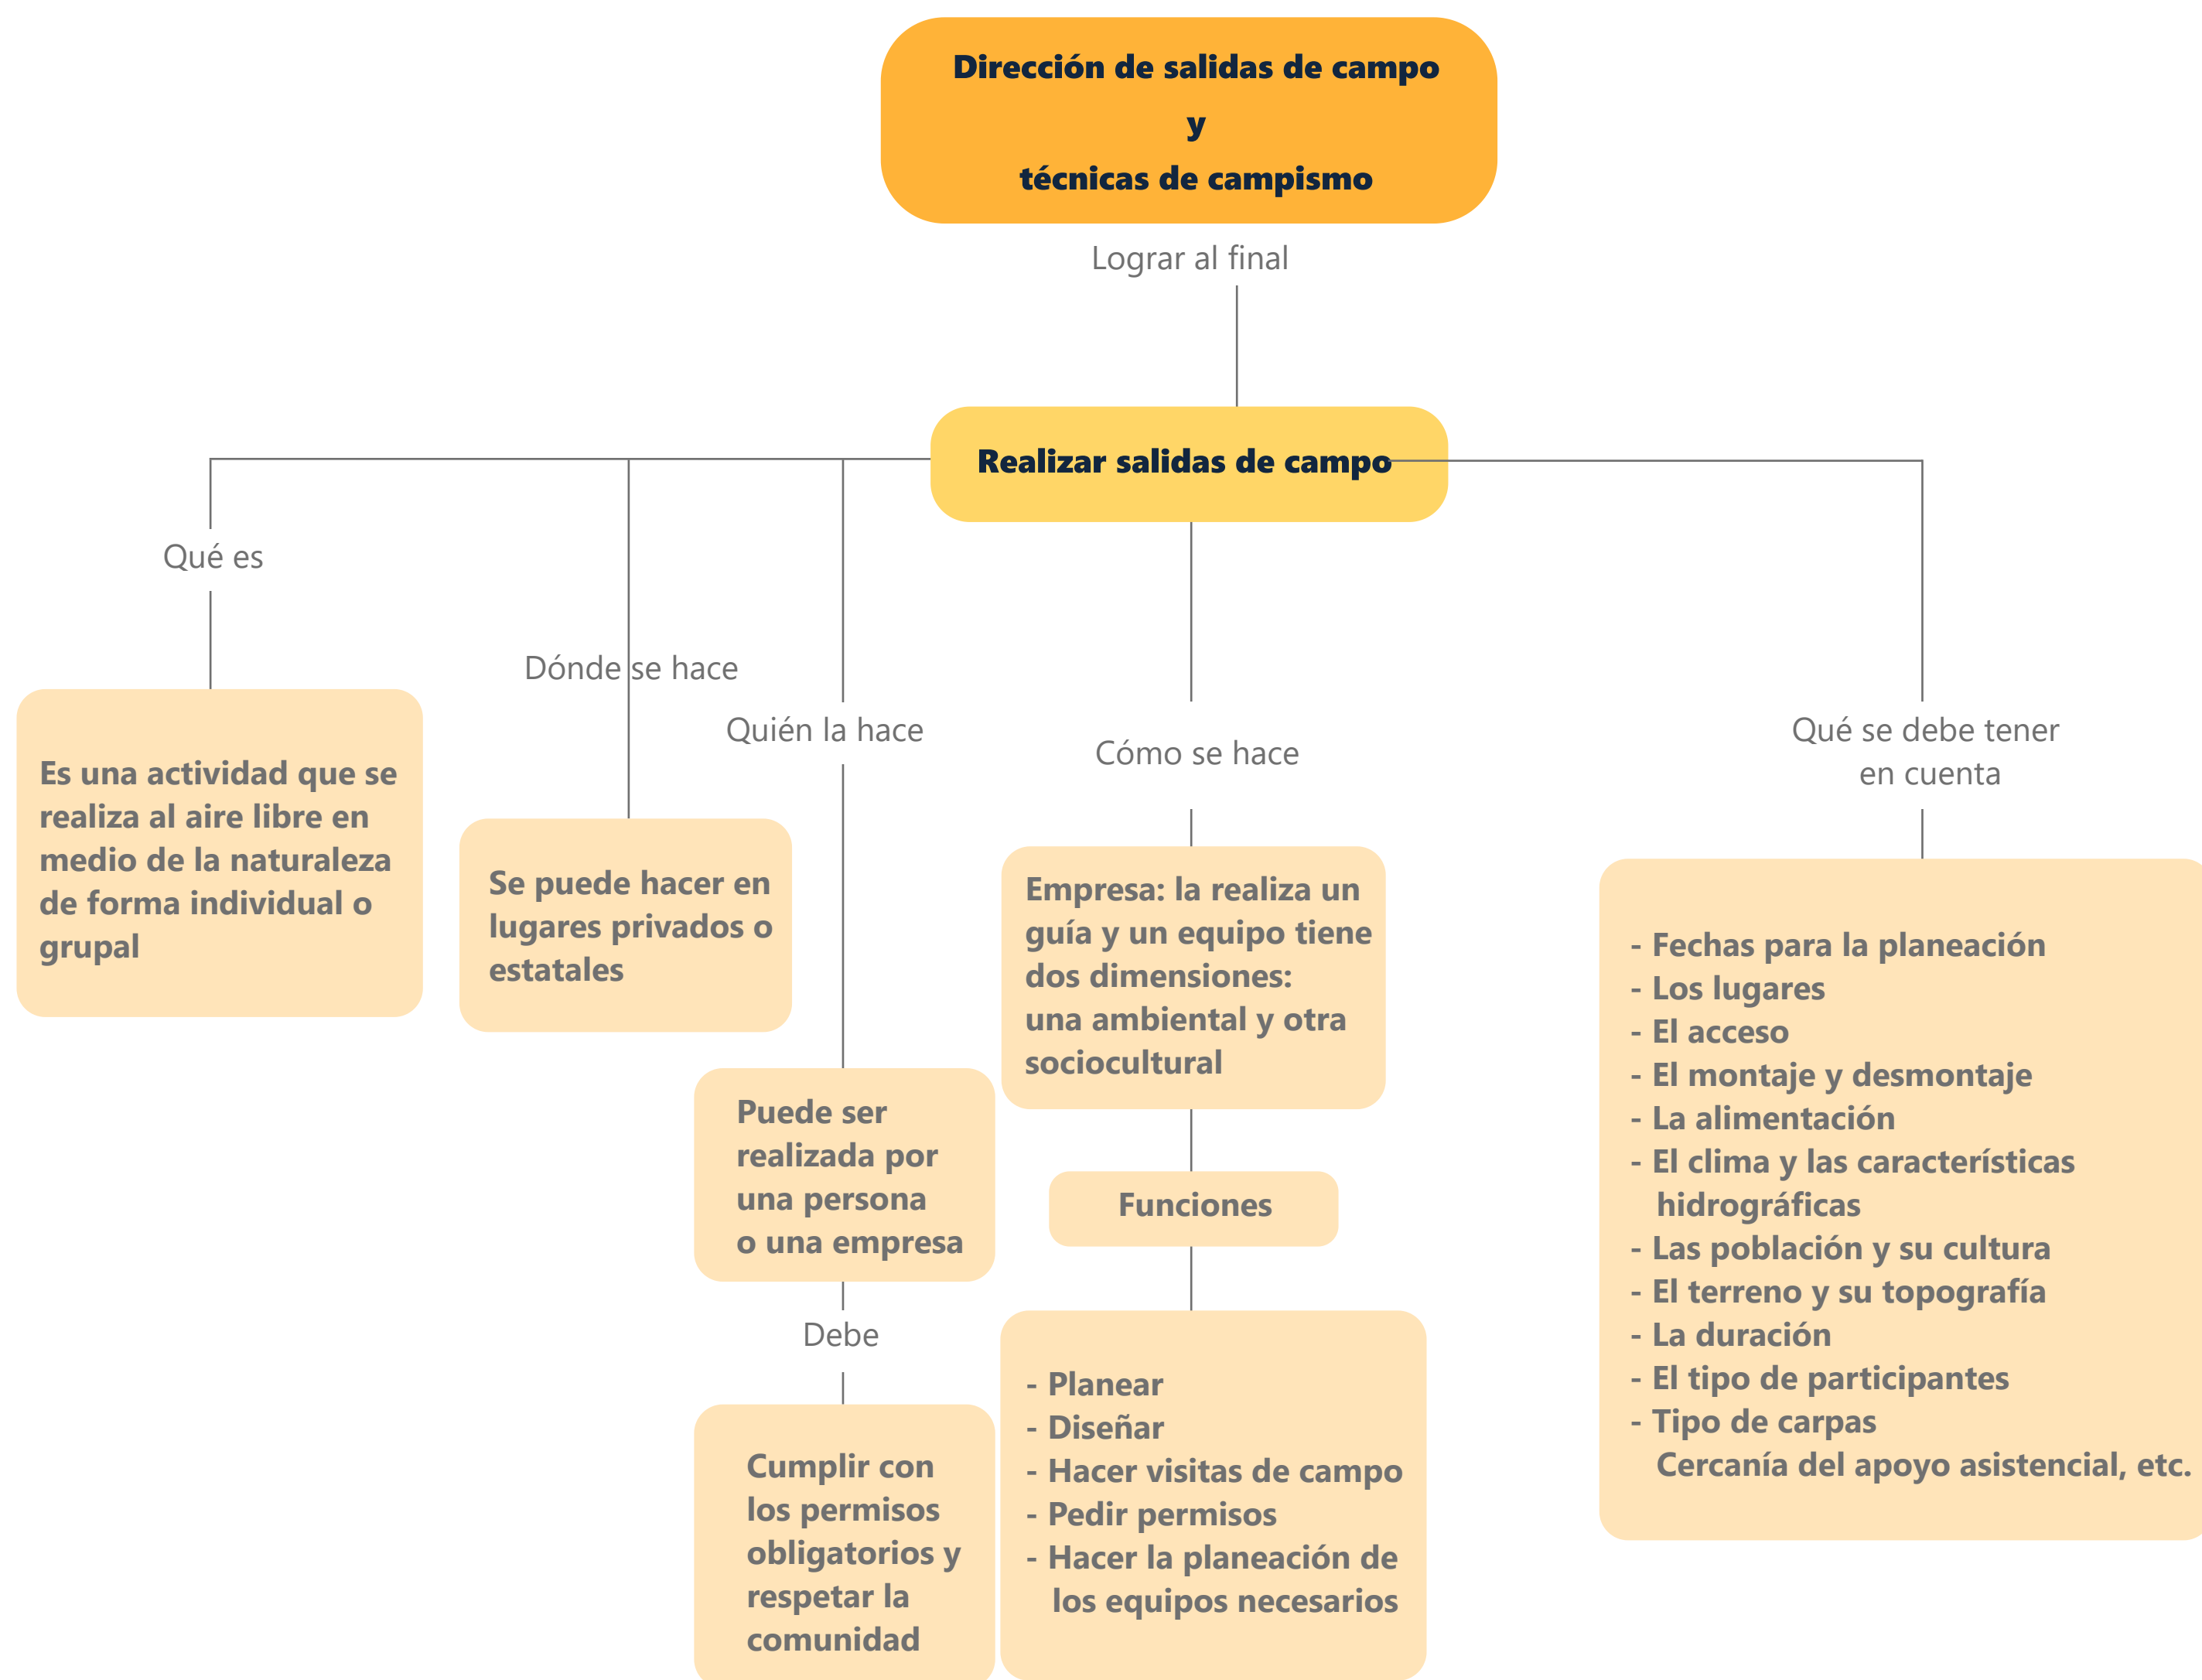 Dirección de salidas de campo
y
técnicas de campismo
Lograr al final
Realizar salidas de campo
Qué es
Es una actividad que se
realiza al aire libre en
medio de la naturaleza
de forma individual o
grupal
Dónde se hace
Se puede hacer en
lugares privados o
estatales
Quién la hace
Puede ser
realizada por
una persona
o una empresa
Debe
Cumplir con
los permisos
obligatorios y
respetar la
comunidad
Cómo se hace
Empresa: la realiza un
guía y un equipo tiene
dos dimensiones:
una ambiental y otra
sociocultural
Funciones
- Planear
- Diseñar
- Hacer visitas de campo
- Pedir permisos
- Hacer la planeación de
los equipos necesarios
Qué se debe tener
en cuenta
- Fechas para la planeación
- Los lugares
- El acceso
- El montaje y desmontaje
- La alimentación
- El clima y las características
hidrográficas
- Las población y su cultura
- El terreno y su topografía
- La duración
- El tipo de participantes
- Tipo de carpas
Cercanía del apoyo asistencial, etc.